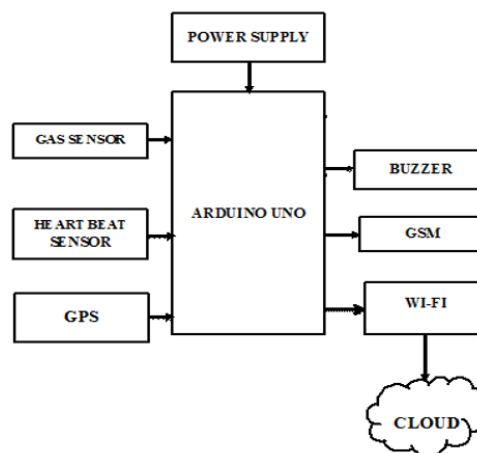 POWER SUPPLY
GAS SENSOR
HEART BEAT
SENSOR
GPS
ARDUINO UNO
BUZZER
GSM
WI-FI
CLOUD